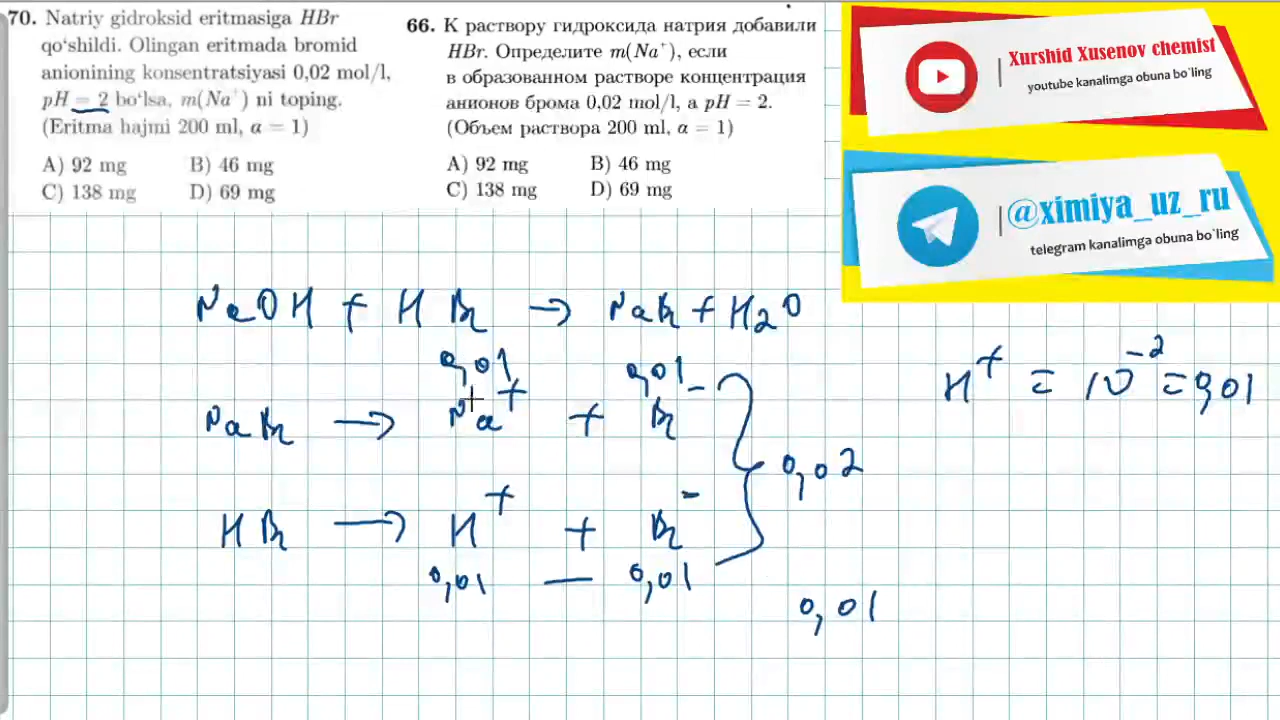 70. Natriy gidroksid eritmasiga HBr
qo‘shildi. Olingan eritmada bromid
anionining konsentratsiyasi 0,02 mol/l,
pH = 2 bo‘lsa, m(Na⁺) ni toping.
(Eritma hajmi 200 ml, α = 1)
A) 92 mg B) 46 mg
C) 138 mg D) 69 mg
66. К раствору гидроксида натрия добавили
HBr. Определите m(Na⁺), если
в образованном растворе концентрация
анионов брома 0,02 mol/l, а pH = 2.
(Объем раствора 200 ml, α = 1)
A) 92 mg B) 46 mg
C) 138 mg D) 69 mg
Xurshid Xusenov chemist
youtube kanalimga obuna bo`ling
@ximiya_uz_ru
telegram kanalimga obuna bo`ling
NaOH + HBr → NaBr + H2O
H⁺ = 10⁻² = 0,01
0,01 0,01
NaBr → Na⁺ + Br⁻
0,02
HBr → H⁺ + Br⁻
0,01 — 0,01
0,01